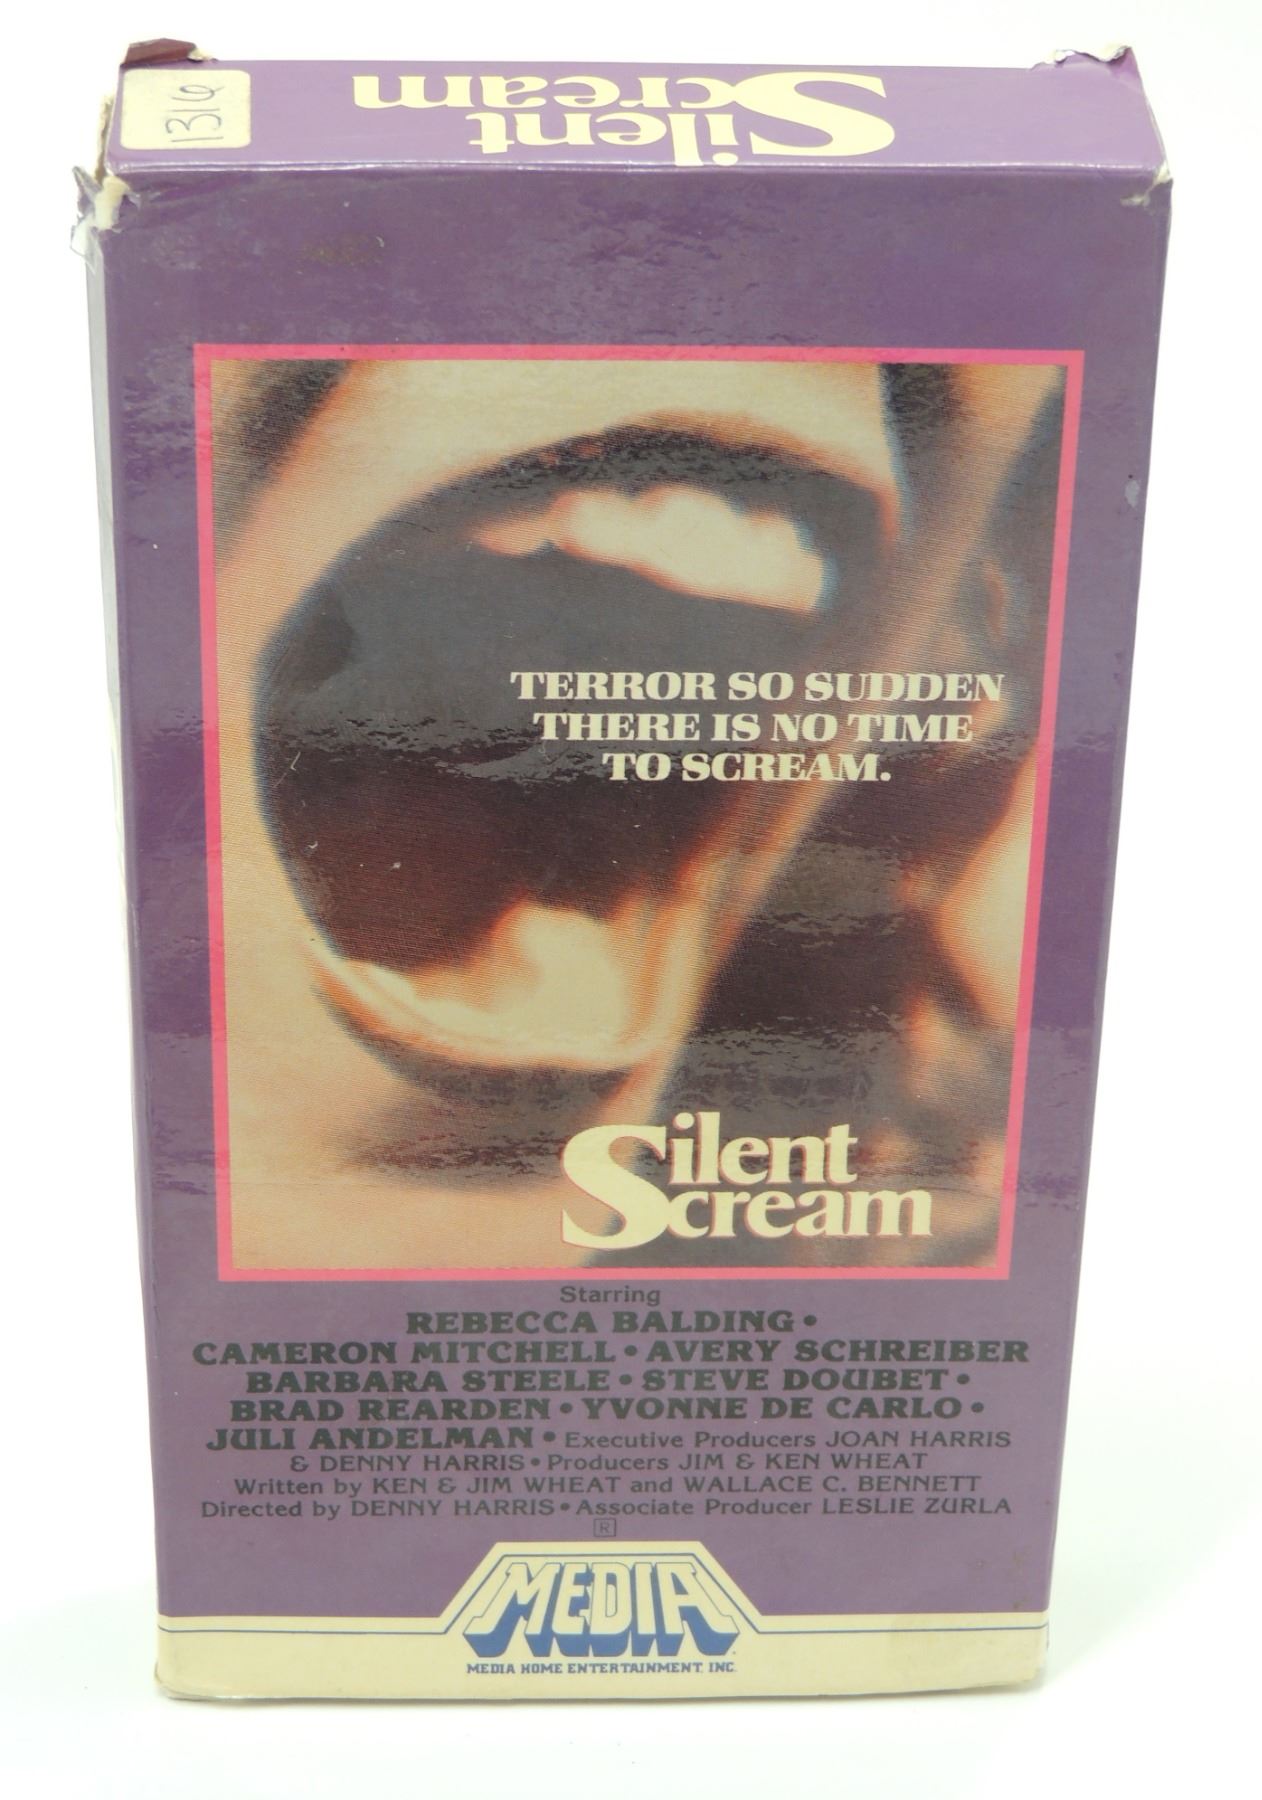 1316
Silent
Scream
TERROR SO SUDDEN
THERE IS NO TIME
TO SCREAM.
Silent
Scream
Starring
REBECCA BALDING •
CAMERON MITCHELL • AVERY SCHREIBER
BARBARA STEELE • STEVE DOUBET •
BRAD REARDEN • YVONNE DE CARLO •
JULI ANDELMAN • Executive Producers JOAN HARRIS
& DENNY HARRIS • Producers JIM & KEN WHEAT
Written by KEN & JIM WHEAT and WALLACE C. BENNETT
Directed by DENNY HARRIS • Associate Producer LESLIE ZURLA
R
MEDIA
MEDIA HOME ENTERTAINMENT, INC.